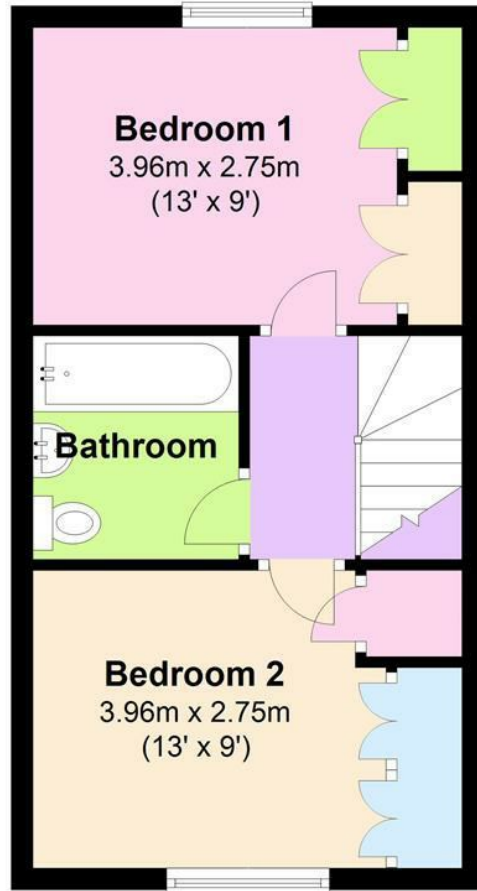 Bedroom 1
3.96m x 2.75m
(13' x 9')
Bathroom
Bedroom 2
3.96m x 2.75m
(13' x 9')